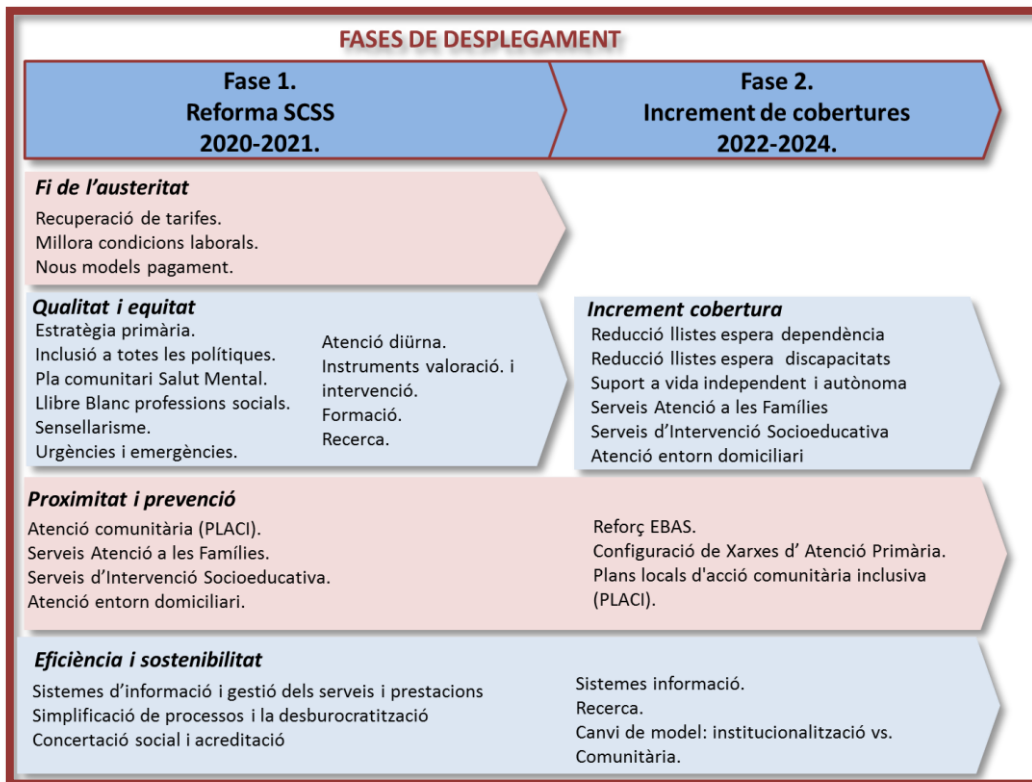 FASES DE DESPLEGAMENT
Fase 1.
Reforma SCSS
2020-2021.
Fase 2.
Increment de cobertures
2022-2024.
Fi de l'austeritat
Recuperació de tarifes.
Millora condicions laborals.
Nous models pagament.
Qualitat i equitat
Estratègia primària.
Inclusió a totes les polítiques.
Pla comunitari Salut Mental.
Llibre Blanc professions socials.
Sensellarisme.
Urgències i emergències.
Atenció diürna.
Instruments valoració. i
intervenció.
Formació.
Recerca.
Increment cobertura
Reducció llistes espera dependència
Reducció llistes espera discapacitats
Suport a vida independent i autònoma
Serveis Atenció a les Famílies
Serveis d'Intervenció Socioeducativa
Atenció entorn domiciliari
Proximitat i prevenció
Atenció comunitària (PLACI).
Serveis Atenció a les Famílies.
Serveis d'Intervenció Socioeducativa.
Atenció entorn domiciliari.
Reforç EBAS.
Configuració de Xarxes d' Atenció Primària.
Plans locals d'acció comunitària inclusiva
(PLACI).
Eficiència i sostenibilitat
Sistemes d'informació i gestió dels serveis i prestacions
Simplificació de processos i la desburocratització
Concertació social i acreditació
Sistemes informació.
Recerca.
Canvi de model: institucionalització vs.
Comunitària.